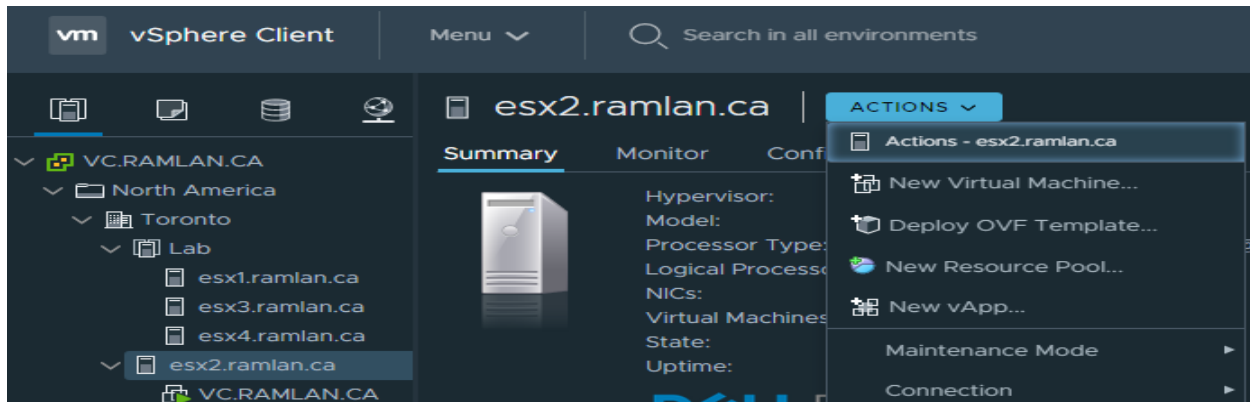 vm vSphere Client Menu Search in all environments
VC.RAMLAN.CA
North America
Toronto
Lab
esx1.ramlan.ca
esx3.ramlan.ca
esx4.ramlan.ca
esx2.ramlan.ca
VC.RAMLAN.CA
esx2.ramlan.ca ACTIONS
Summary Monitor Conf
Hypervisor:
Model:
Processor Type:
Logical Processo
NICs:
Virtual Machines
State:
Uptime:
Actions - esx2.ramlan.ca
New Virtual Machine...
Deploy OVF Template...
New Resource Pool...
New vApp...
Maintenance Mode
Connection